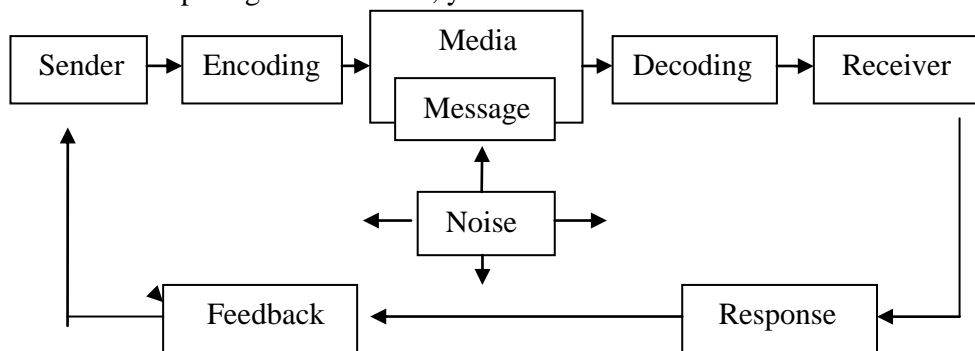 Media
Sender Encoding Decoding Receiver
Message
Noise
Feedback Response